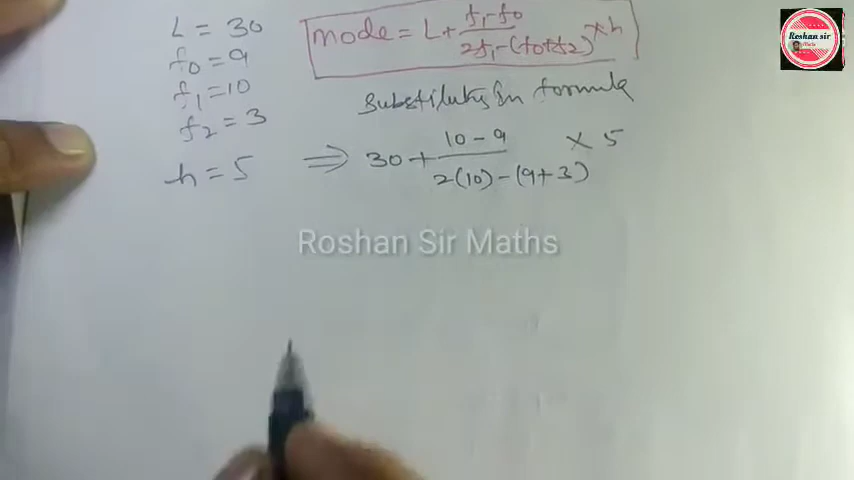 L = 30
f₀ = 9
f₁ = 10
f₂ = 3
h = 5
mode = L + f₁ - f₀ / 2f₁ - (f₀ + f₂) × h
Substitute in formula
⇒ 30 + 10 - 9 / 2(10) - (9 + 3) × 5
Roshan Sir Maths
Roshan sir
Maths